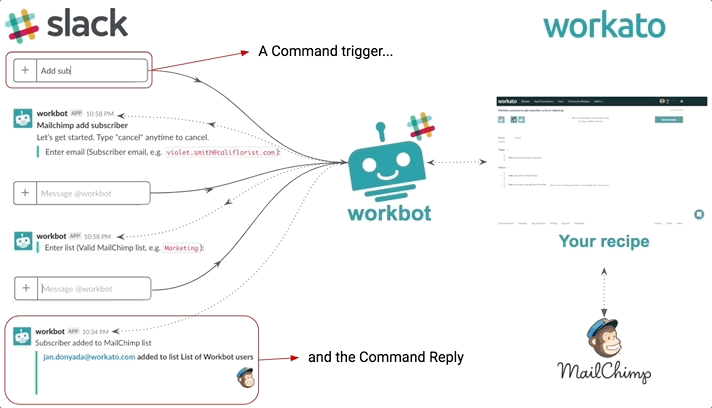 slack
workato
A Command trigger...
Add sub
workbot APP 10:58 PM
Mailchimp add subscriber
Let's get started. Type "cancel" anytime to cancel.
Enter email (Subscriber email, e.g. violet.smith@califlorist.com):
workato
Message @workbot
workbot
workbot APP 10:58 PM
Enter list (Valid MailChimp list, e.g. Marketing):
Your recipe
Message @workbot
workbot APP 10:34 PM
Subscriber added to MailChimp list
jan.donyada@workato.com added to list List of Workbot users
and the Command Reply
MailChimp